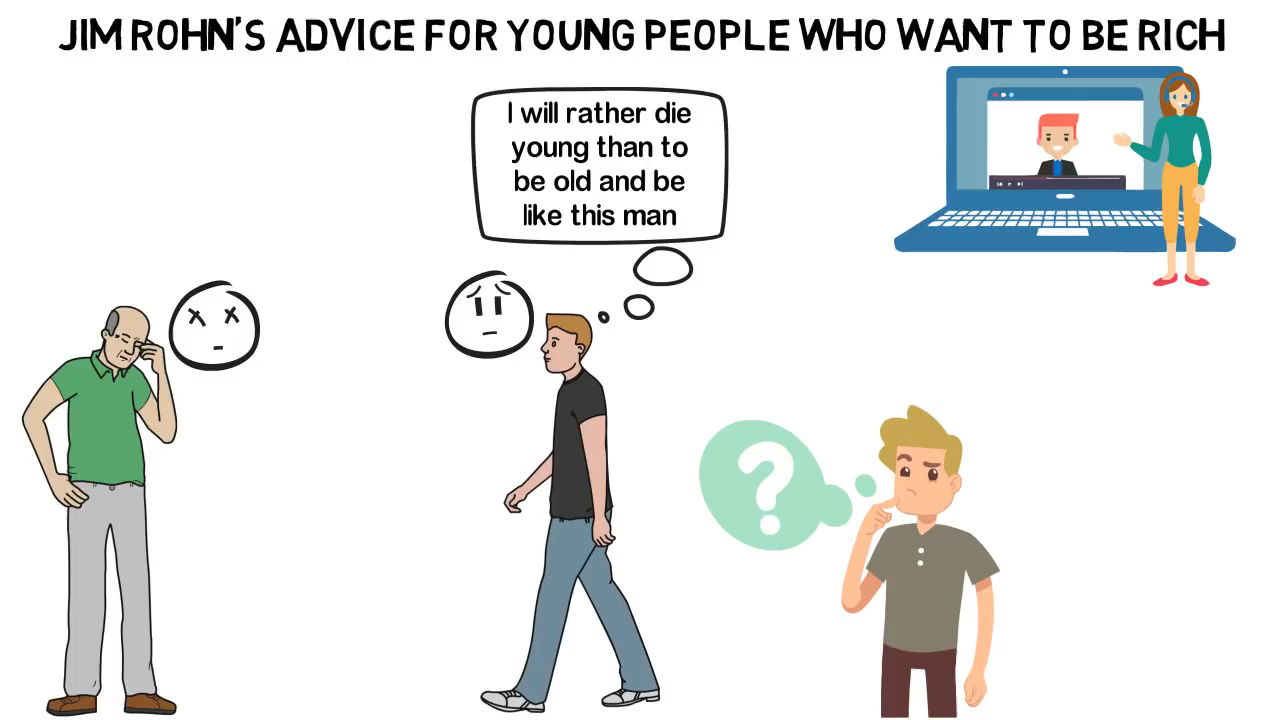 JIM ROHN'S ADVICE FOR YOUNG PEOPLE WHO WANT TO BE RICH
I will rather die
young than to
be old and be
like this man
?